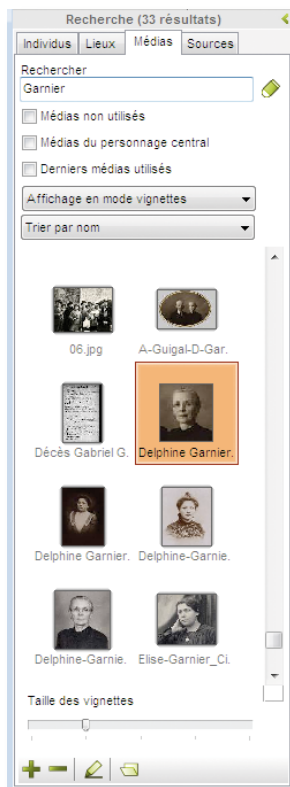 Recherche (33 résultats)
Individus Lieux Médias Sources
Rechercher
Garnier
Médias non utilisés
Médias du personnage central
Derniers médias utilisés
Affichage en mode vignettes
Trier par nom
06.jpg A-Guigal-D-Gar.
Décès Gabriel G. Delphine Garnier.
Delphine Garnier. Delphine-Garnie.
Delphine-Garnie. Elise-Garnier_Ci.
Taille des vignettes